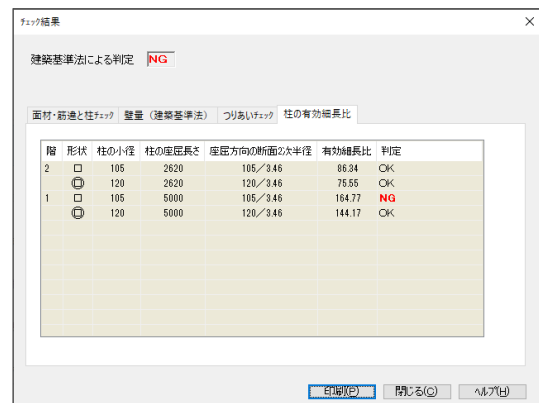 ﾁｪｯｸ結果
建築基準法による判定 NG
面材・筋違と柱ﾁｪｯｸ 壁量（建築基準法） つりあいﾁｪｯｸ 柱の有効細長比
階 形状 柱の小径 柱の座屈長さ 座屈方向の断面2次半径 有効細長比 判定
2 □ 105 2620 105／3.46 86.34 OK
120 2620 120／3.46 75.55 OK
1 □ 105 5000 105／3.46 164.77 NG
120 5000 120／3.46 144.17 OK
印刷(P) 閉じる(C) ﾍﾙﾌﾟ(H)